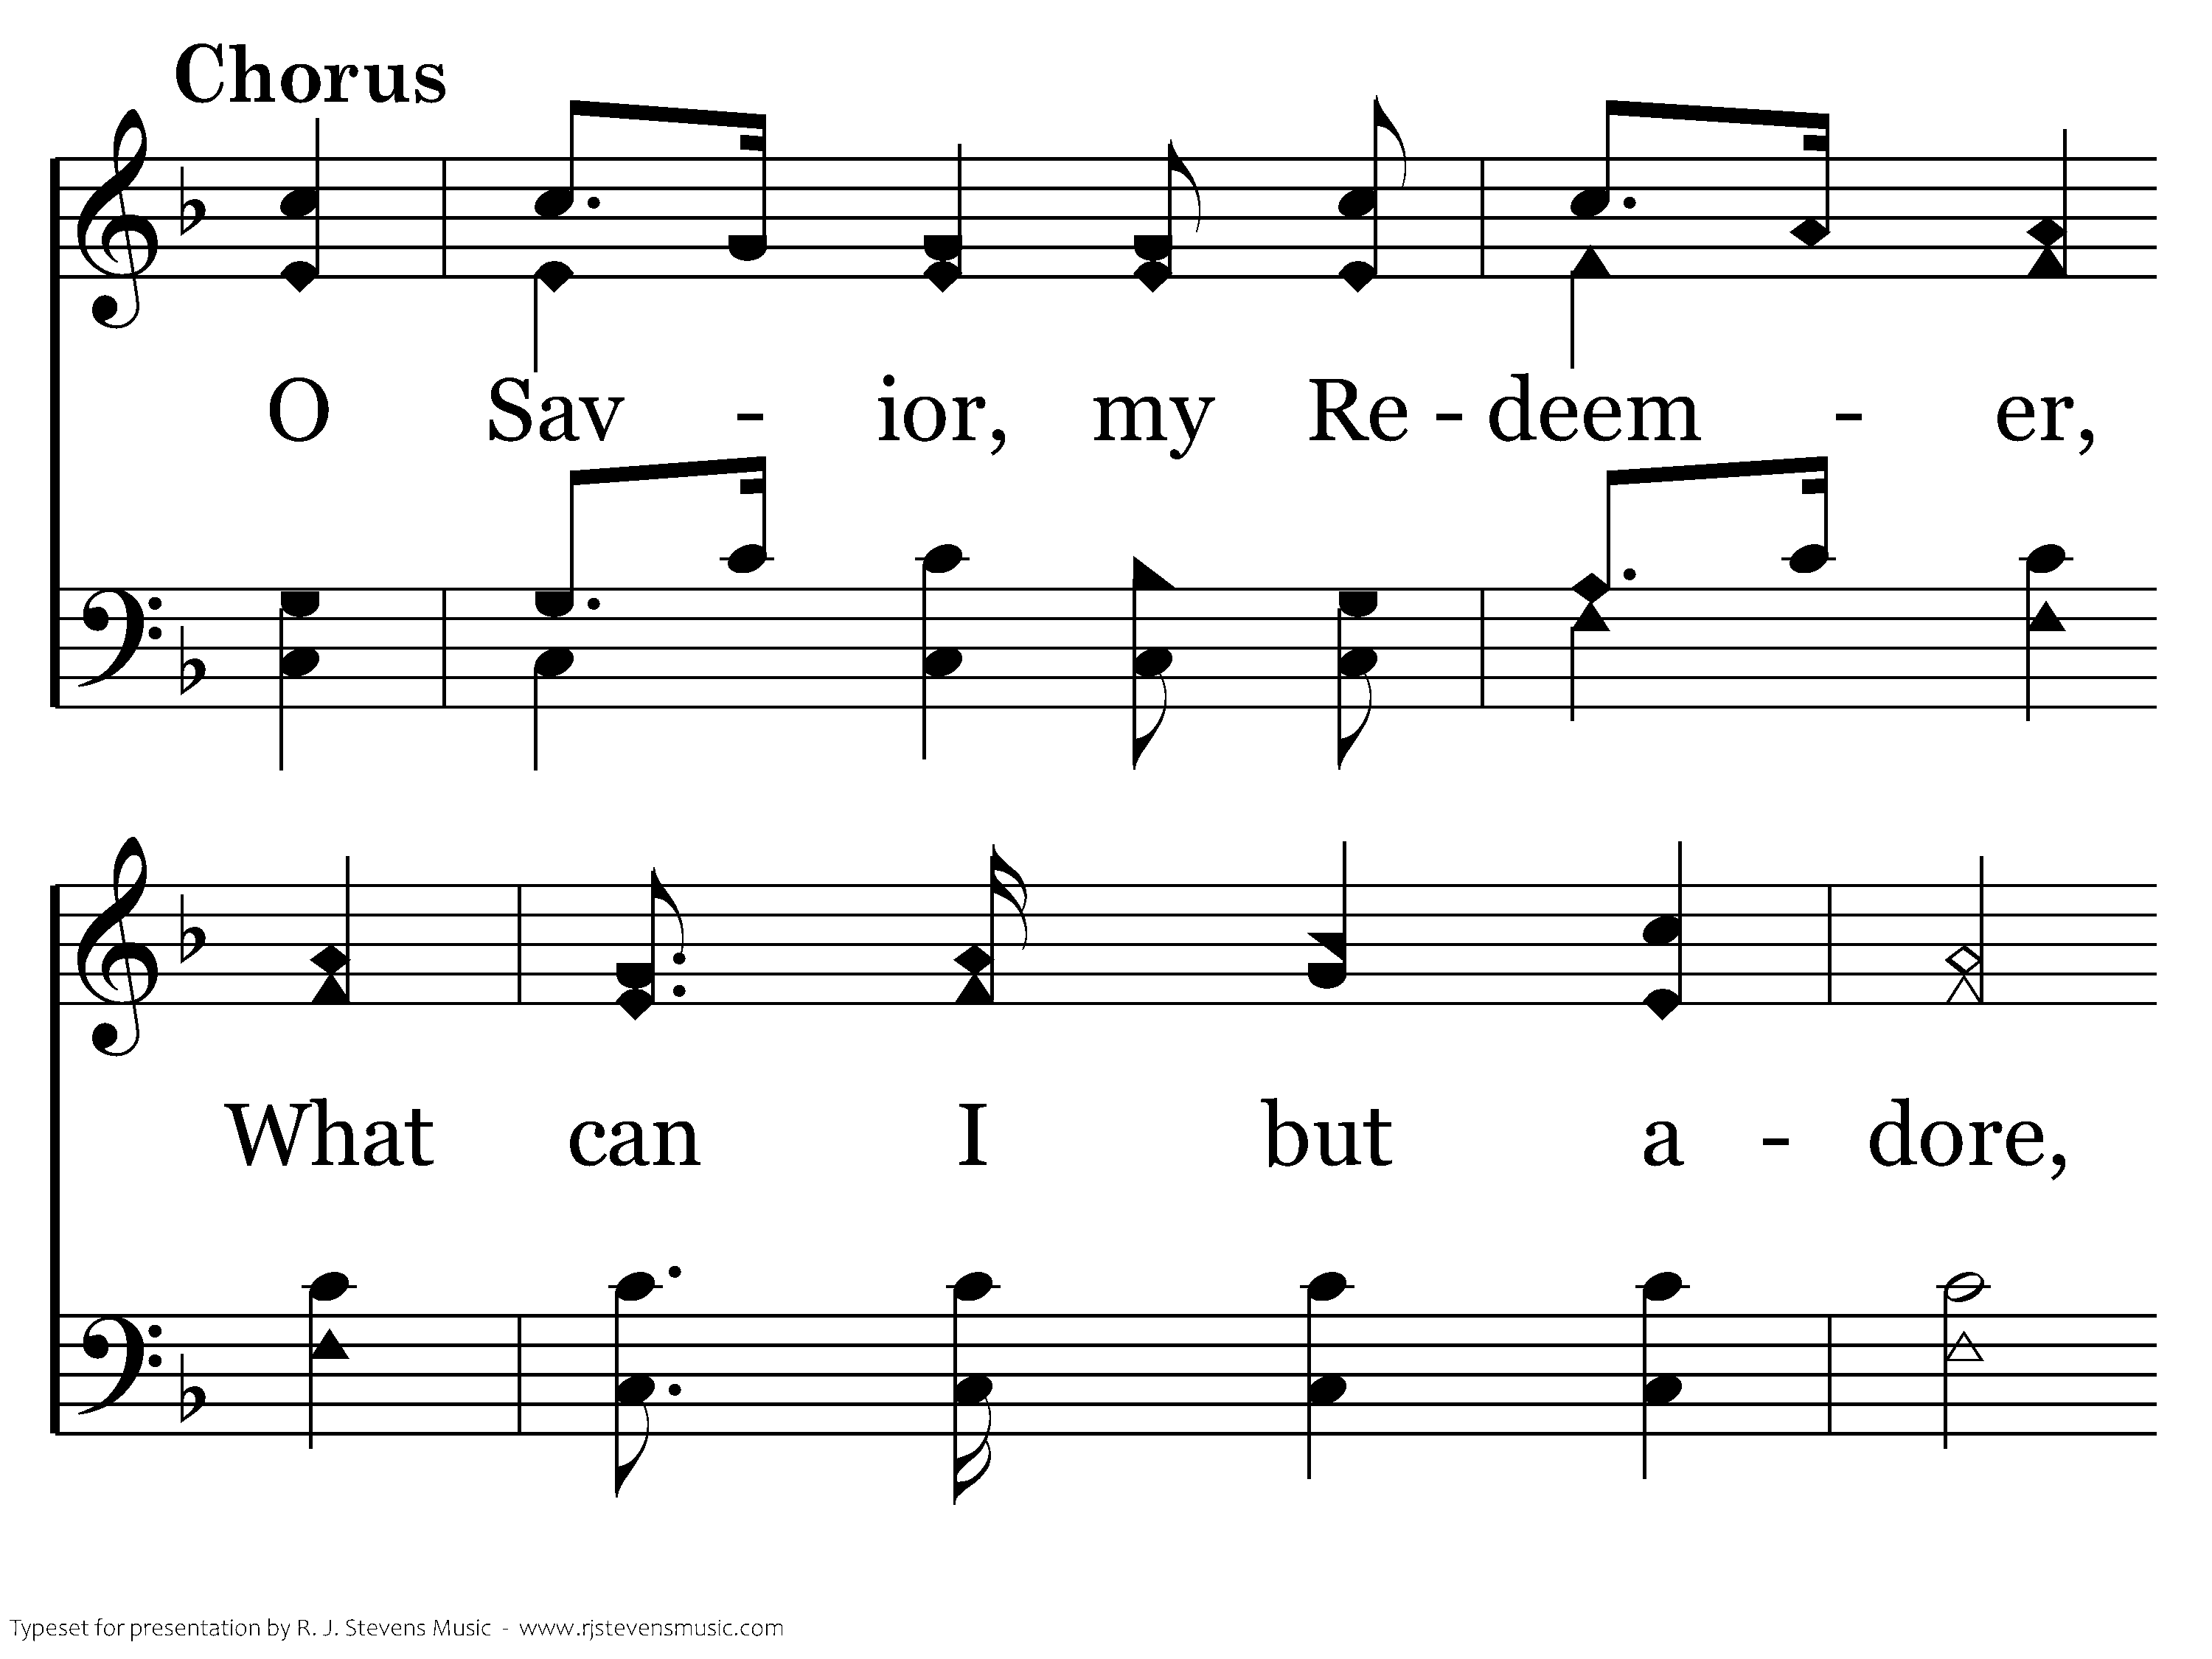 Chorus
O Sav - ior, my Re - deem - er,
What can I but a - dore,
Typeset for presentation by R. J. Stevens Music - www.rjstevensmusic.com